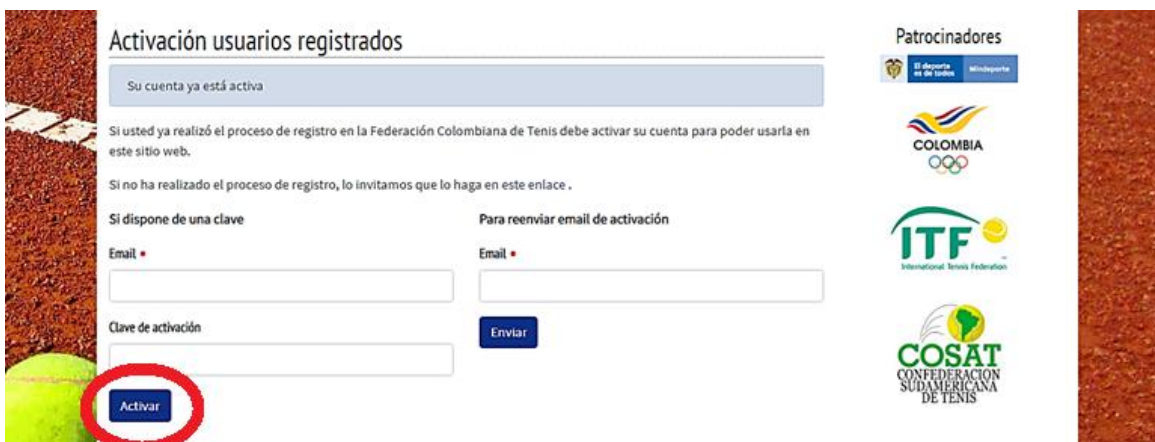 Activación usuarios registrados
Su cuenta ya está activa
Si usted ya realizó el proceso de registro en la Federación Colombiana de Tenis debe activar su cuenta para poder usarla en
este sitio web.
Si no ha realizado el proceso de registro, lo invitamos que lo haga en este enlace .
Si dispone de una clave
Email •
Clave de activación
Activar
Para reenviar email de activación
Email •
Enviar
Patrocinadores
El deporte
es de todos
Mindeporte
COLOMBIA
ITF
International Tennis Federation
COSAT
CONFEDERACION
SUDAMERICANA
DE TENIS